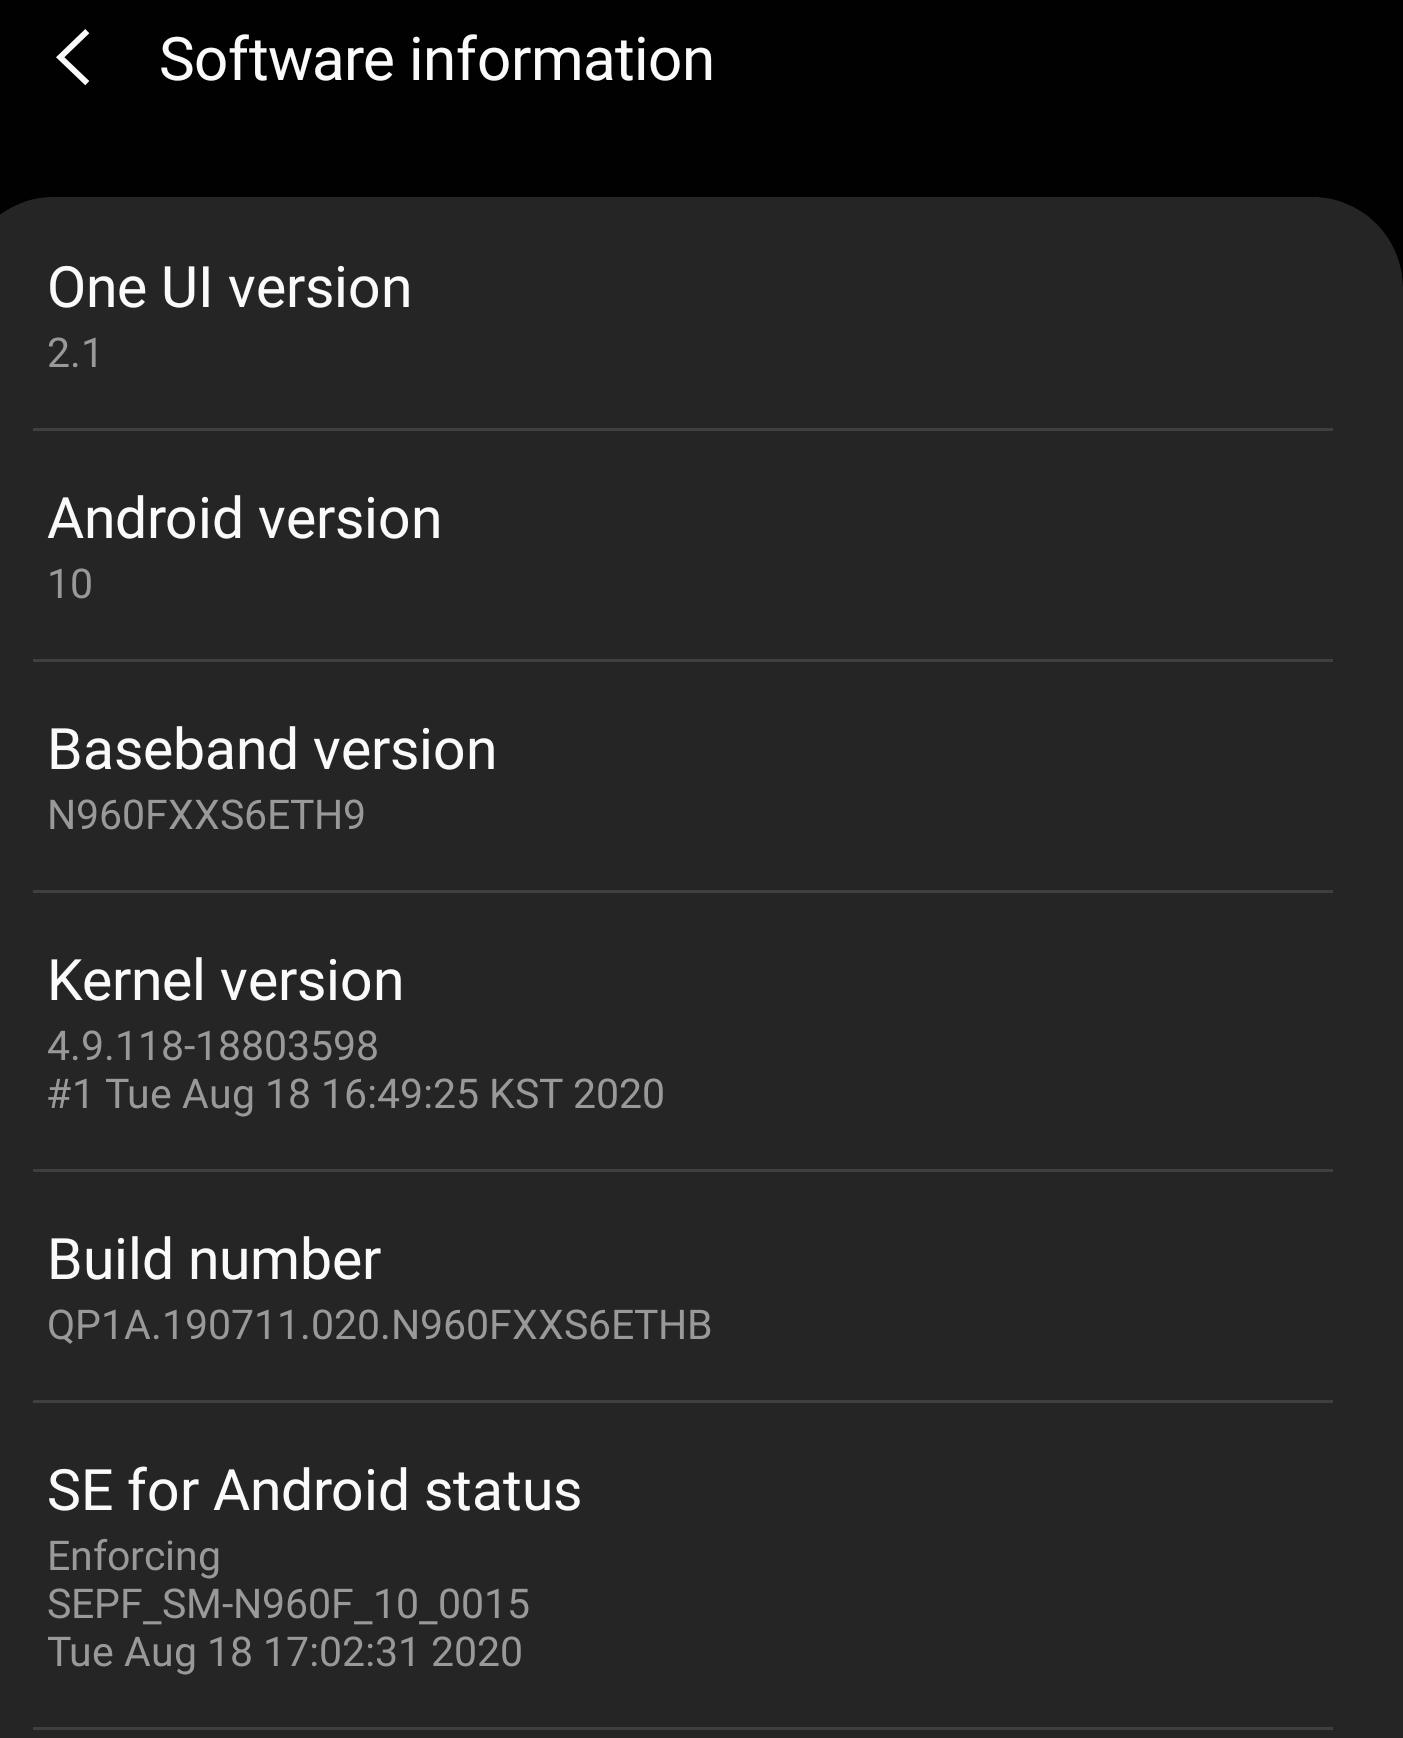 Software information
One UI version
2.1
Android version
10
Baseband version
N960FXXS6ETH9
Kernel version
4.9.118-18803598
#1 Tue Aug 18 16:49:25 KST 2020
Build number
QP1A.190711.020.N960FXXS6ETHB
SE for Android status
Enforcing
SEPF_SM-N960F_10_0015
Tue Aug 18 17:02:31 2020